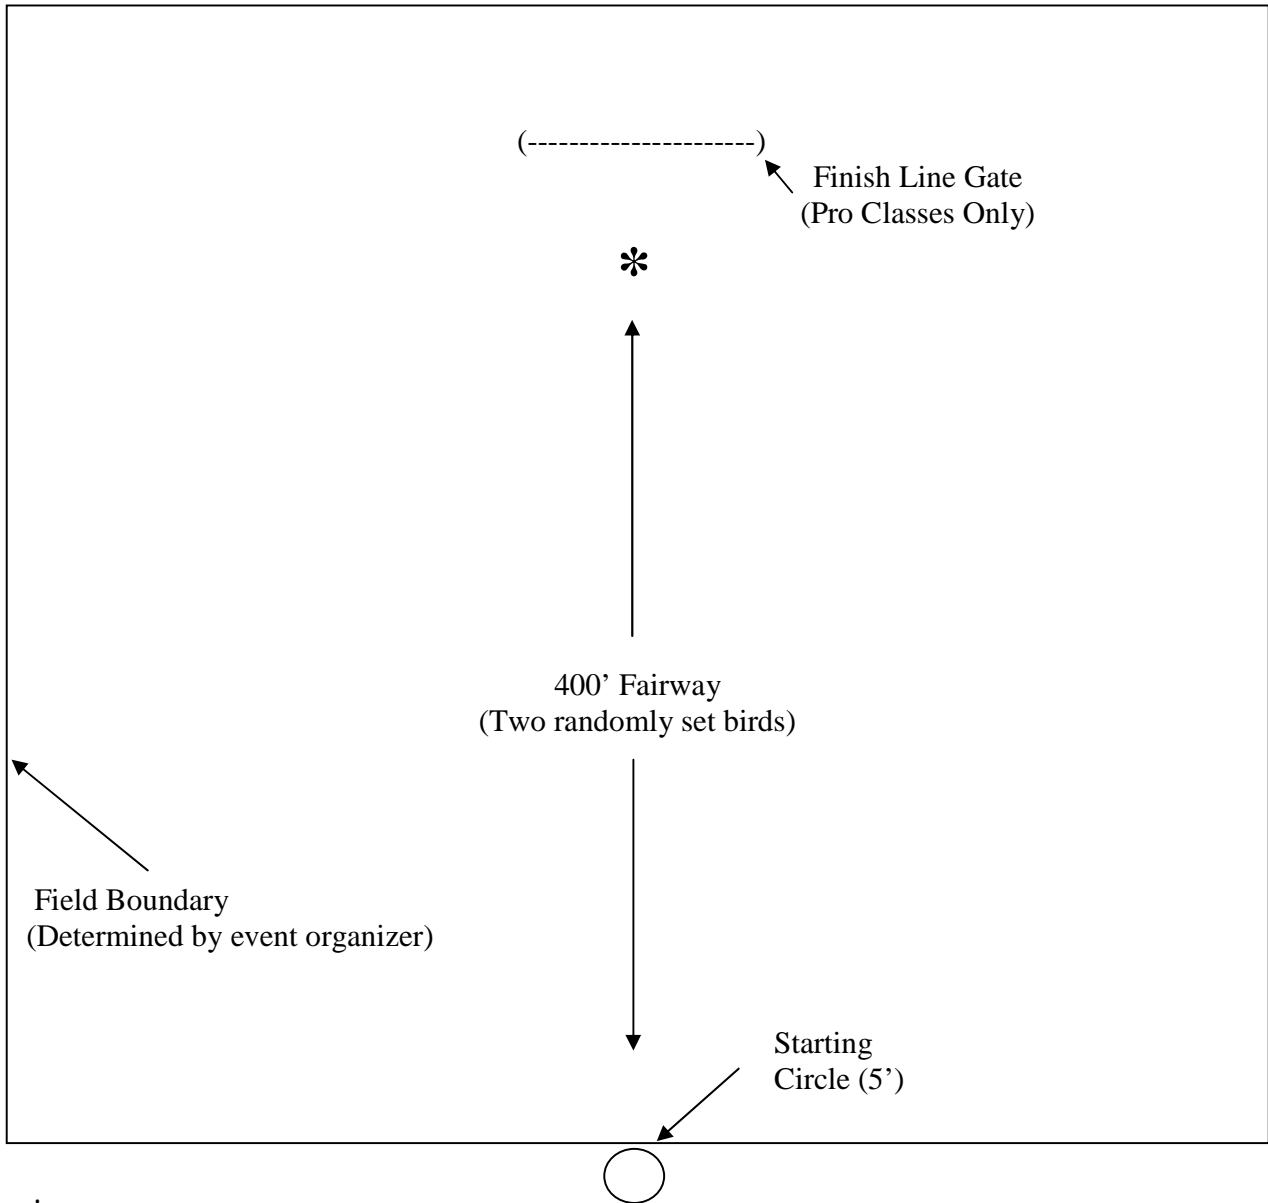 (----------------------)
Finish Line Gate
(Pro Classes Only)
*
400’ Fairway
(Two randomly set birds)
Field Boundary
(Determined by event organizer)
Starting
Circle (5’)
.